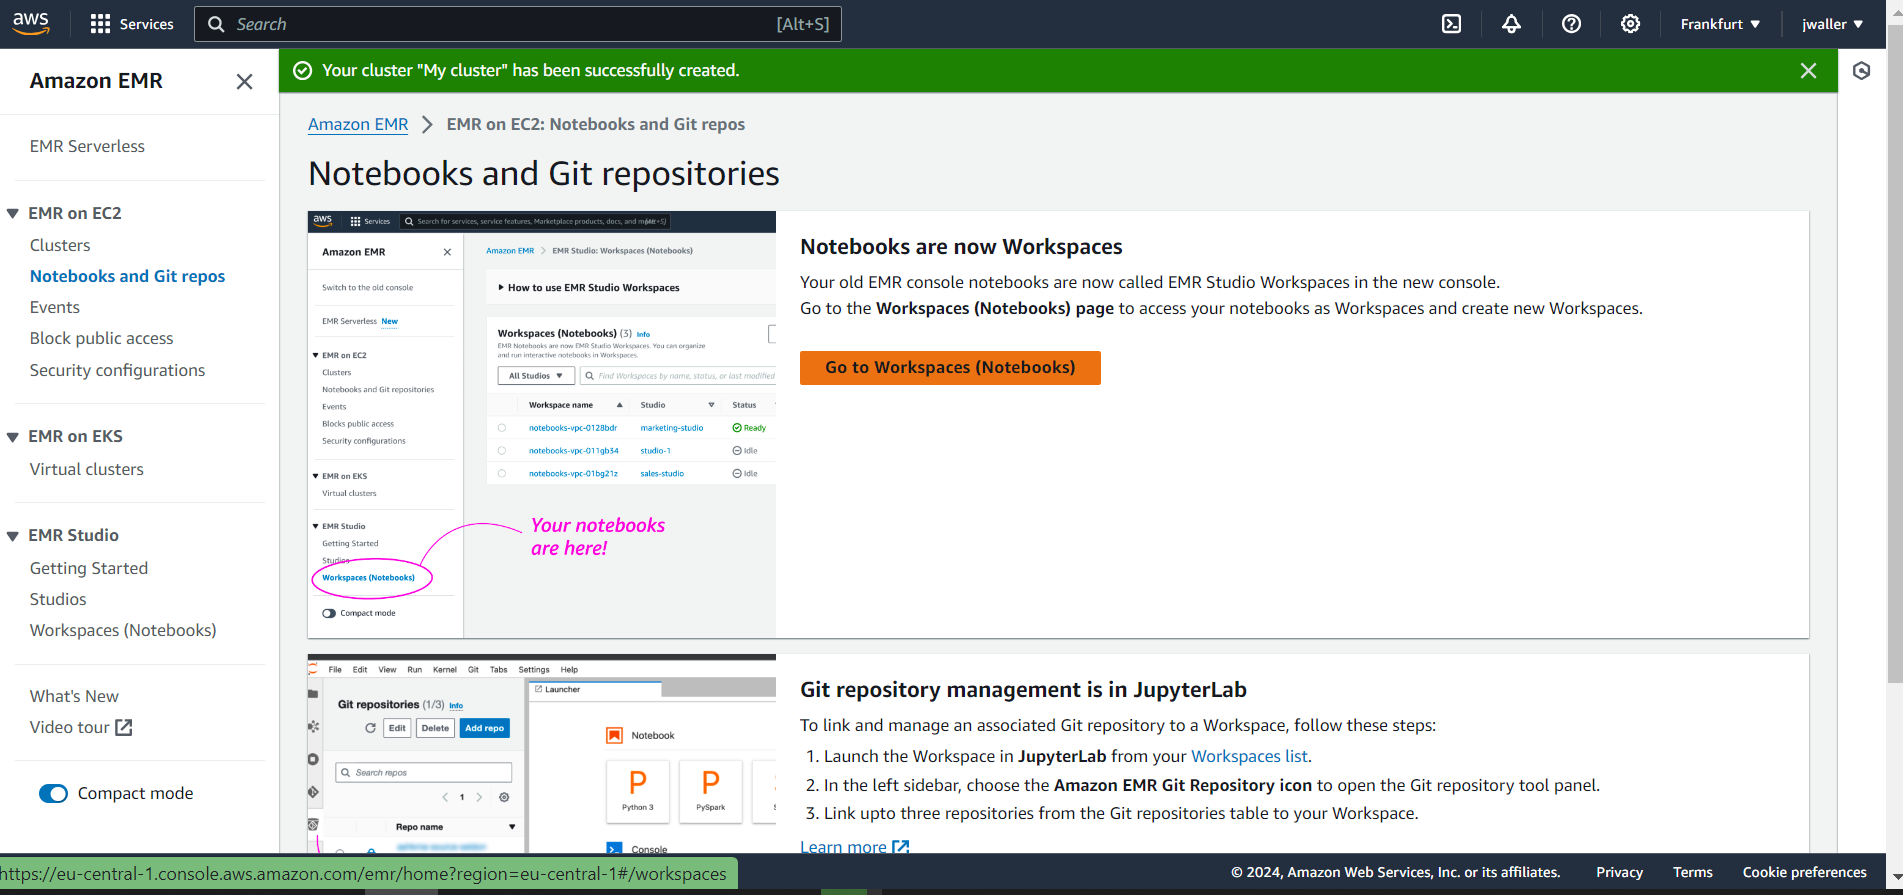 aws
Services
Search
[Alt+S]
Frankfurt ▼
jwaller ▼
Amazon EMR
EMR Serverless
EMR on EC2
Clusters
Notebooks and Git repos
Events
Block public access
Security configurations
EMR on EKS
Virtual clusters
EMR Studio
Getting Started
Studios
Workspaces (Notebooks)
What's New
Video tour
Compact mode
Your cluster "My cluster" has been successfully created.
Amazon EMR > EMR on EC2: Notebooks and Git repos
Notebooks and Git repositories
aws
Services
Search for services, service features, Marketplace products, docs, and more
Amazon EMR
Switch to the old console
EMR Serverless New
EMR on EC2
Clusters
Notebooks and Git repositories
Events
Blocks public access
Security configurations
EMR on EKS
Virtual clusters
EMR Studio
Getting Started
Studios
Workspaces (Notebooks)
Compact mode
Amazon EMR > EMR Studio: Workspaces (Notebooks)
How to use EMR Studio Workspaces
Workspaces (Notebooks) (3) Info
EMR Notebooks are now EMR Studio Workspaces. You can organize
and run interactive notebooks in Workspaces.
All Studios
Find Workspaces by name, status, or last modified
Workspace name Studio Status
notebooks-vpc-0128bdr marketing-studio Ready
notebooks-vpc-011gb34 studio-1 Idle
notebooks-vpc-01bg21z sales-studio Idle
Your notebooks
are here!
Notebooks are now Workspaces
Your old EMR console notebooks are now called EMR Studio Workspaces in the new console.
Go to the Workspaces (Notebooks) page to access your notebooks as Workspaces and create new Workspaces.
Go to Workspaces (Notebooks)
File Edit View Run Kernel Git Tabs Settings Help
Git repositories (1/3) Info
Edit
Delete
Add repo
Search repos
1
Repo name
Launcher
Notebook
P
Python 3
P
PySpark
Console
Git repository management is in JupyterLab
To link and manage an associated Git repository to a Workspace, follow these steps:
1. Launch the Workspace in JupyterLab from your Workspaces list.
2. In the left sidebar, choose the Amazon EMR Git Repository icon to open the Git repository tool panel.
3. Link upto three repositories from the Git repositories table to your Workspace.
Learn more
https://eu-central-1.console.aws.amazon.com/emr/home?region=eu-central-1#/workspaces
© 2024, Amazon Web Services, Inc. or its affiliates.
Privacy
Terms
Cookie preferences